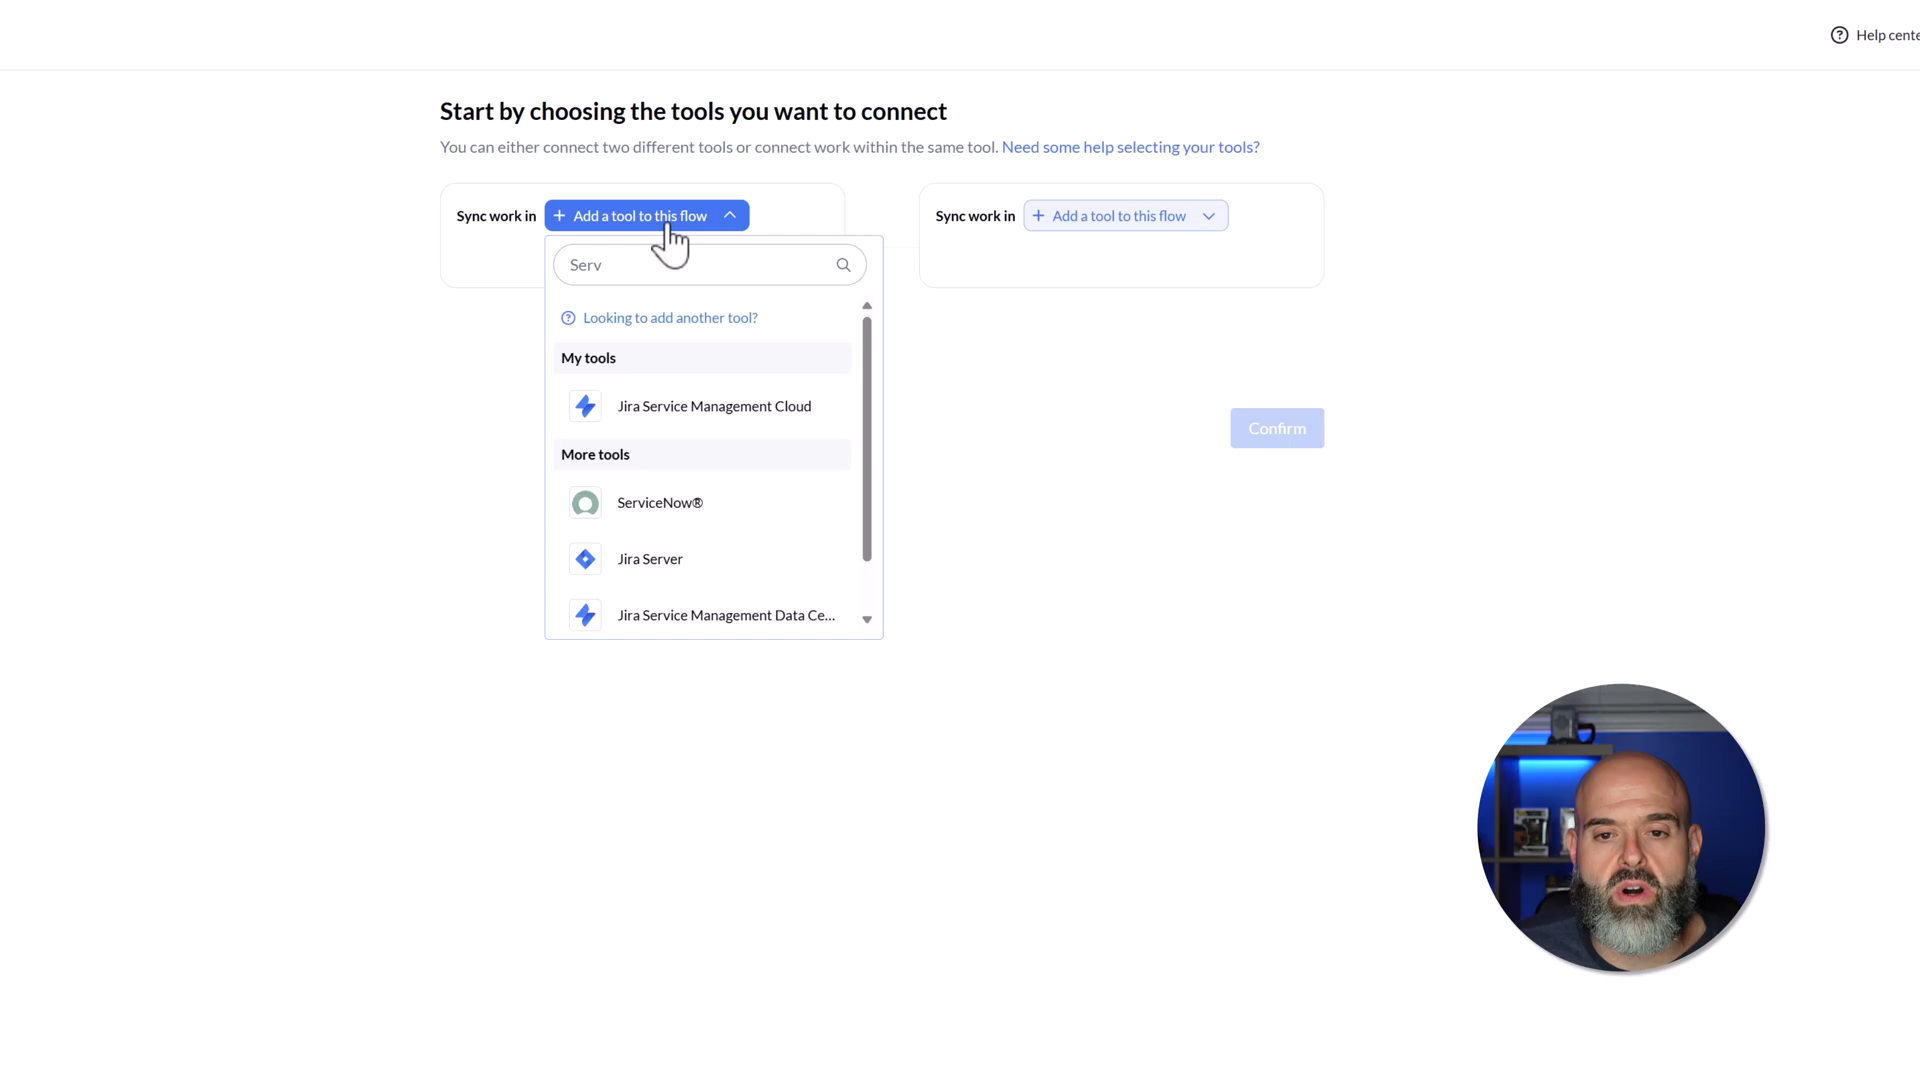 Help cente
Start by choosing the tools you want to connect
You can either connect two different tools or connect work within the same tool. Need some help selecting your tools?
Sync work in + Add a tool to this flow
Sync work in + Add a tool to this flow
Serv
Looking to add another tool?
My tools
Jira Service Management Cloud
More tools
ServiceNow®
Jira Server
Jira Service Management Data Ce...
Confirm